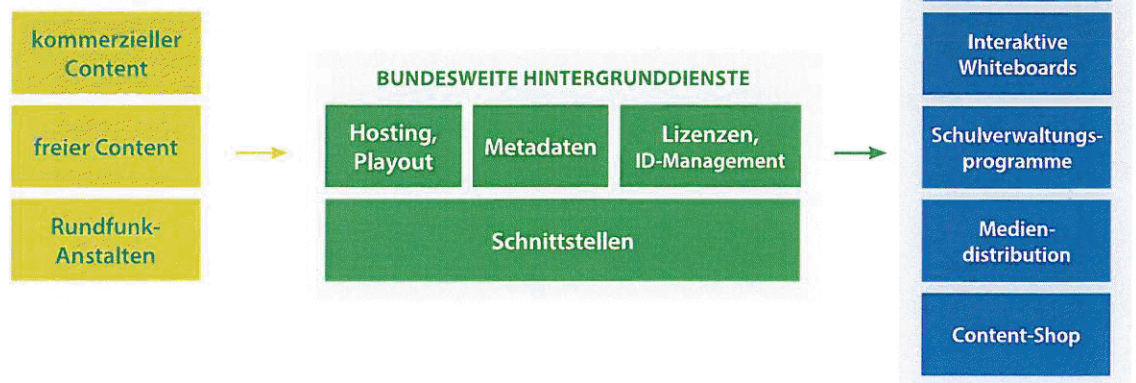 kommerzieller
Content
freier Content
Rundfunk-
Anstalten
BUNDESWEITE HINTERGRUNDDIENSTE
Hosting,
Playout
Metadaten
Lizenzen,
ID-Management
Schnittstellen
Interaktive
Whiteboards
Schulverwaltungs-
programme
Medien-
distribution
Content-Shop